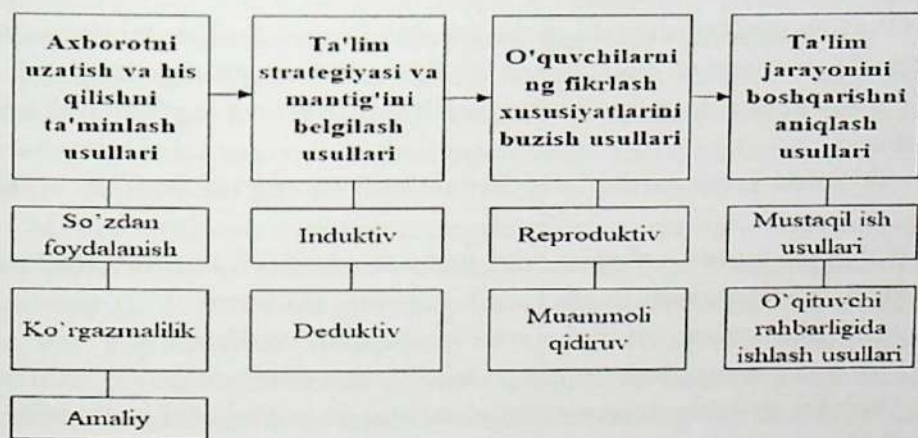 Axborotni
uzatish va his
qilishni
ta'minlash
usullari
Ta'lim
strategiyasi va
mantig'ini
belgilash
usullari
O'quvchilarni
ng fikrlash
xususiyatlarini
buzish usullari
Ta'lim
jarayonini
boshqarishni
aniqlash
usullari
So`zdan
foydalanish
Induktiv
Reproduktiv
Mustaqil ish
usullari
Ko`rgazmalilik
Deduktiv
Muammoli
qidiruv
O`qituvchi
rahbarligida
ishlash usullari
Amaliy